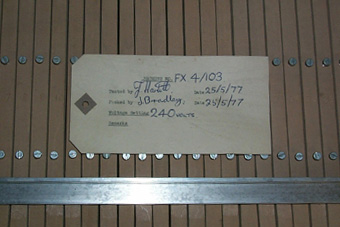 FX 4/103
Tested by J Hewitt Date 25/5/77
Passed by J. Bradley. Date 25/5/77
Voltage Setting 240 VOLTS
Remarks